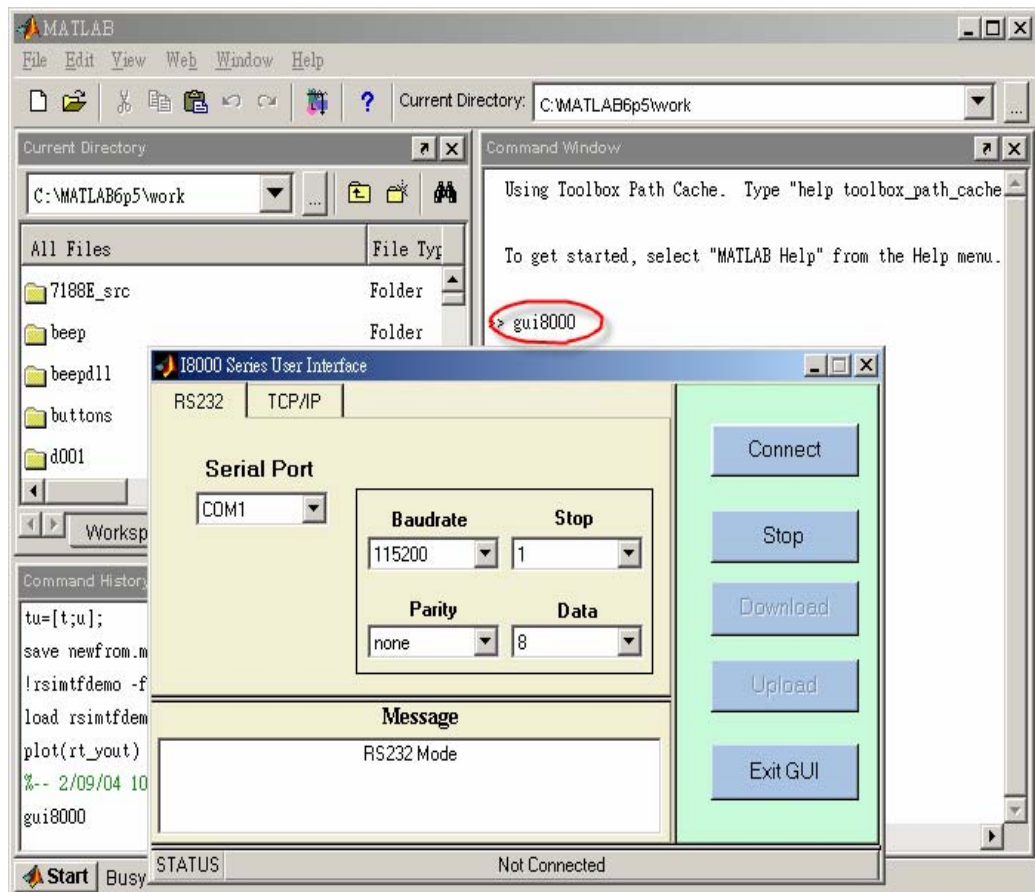 MATLAB
File Edit View Web Window Help
? Current Directory: C:\MATLAB6p5\work ...
Current Directory
C:\MATLAB6p5\work ...
All Files File Typ
7188E_src Folder
beep Folder
beepdll
buttons
d001
Worksp
Command History
tu=[t;u];
save newfrom.m
!rsimtfdemo -f
load rsimtfdem
plot(rt_yout)
%-- 2/09/04 10
gui8000
Start Busy
Command Window
Using Toolbox Path Cache. Type "help toolbox_path_cache
To get started, select "MATLAB Help" from the Help menu.
>> gui8000
I8000 Series User Interface
RS232 TCP/IP
Serial Port
COM1
Baudrate Stop
115200 1
Parity Data
none 8
Message
RS232 Mode
Connect
Stop
Download
Upload
Exit GUI
STATUS Not Connected